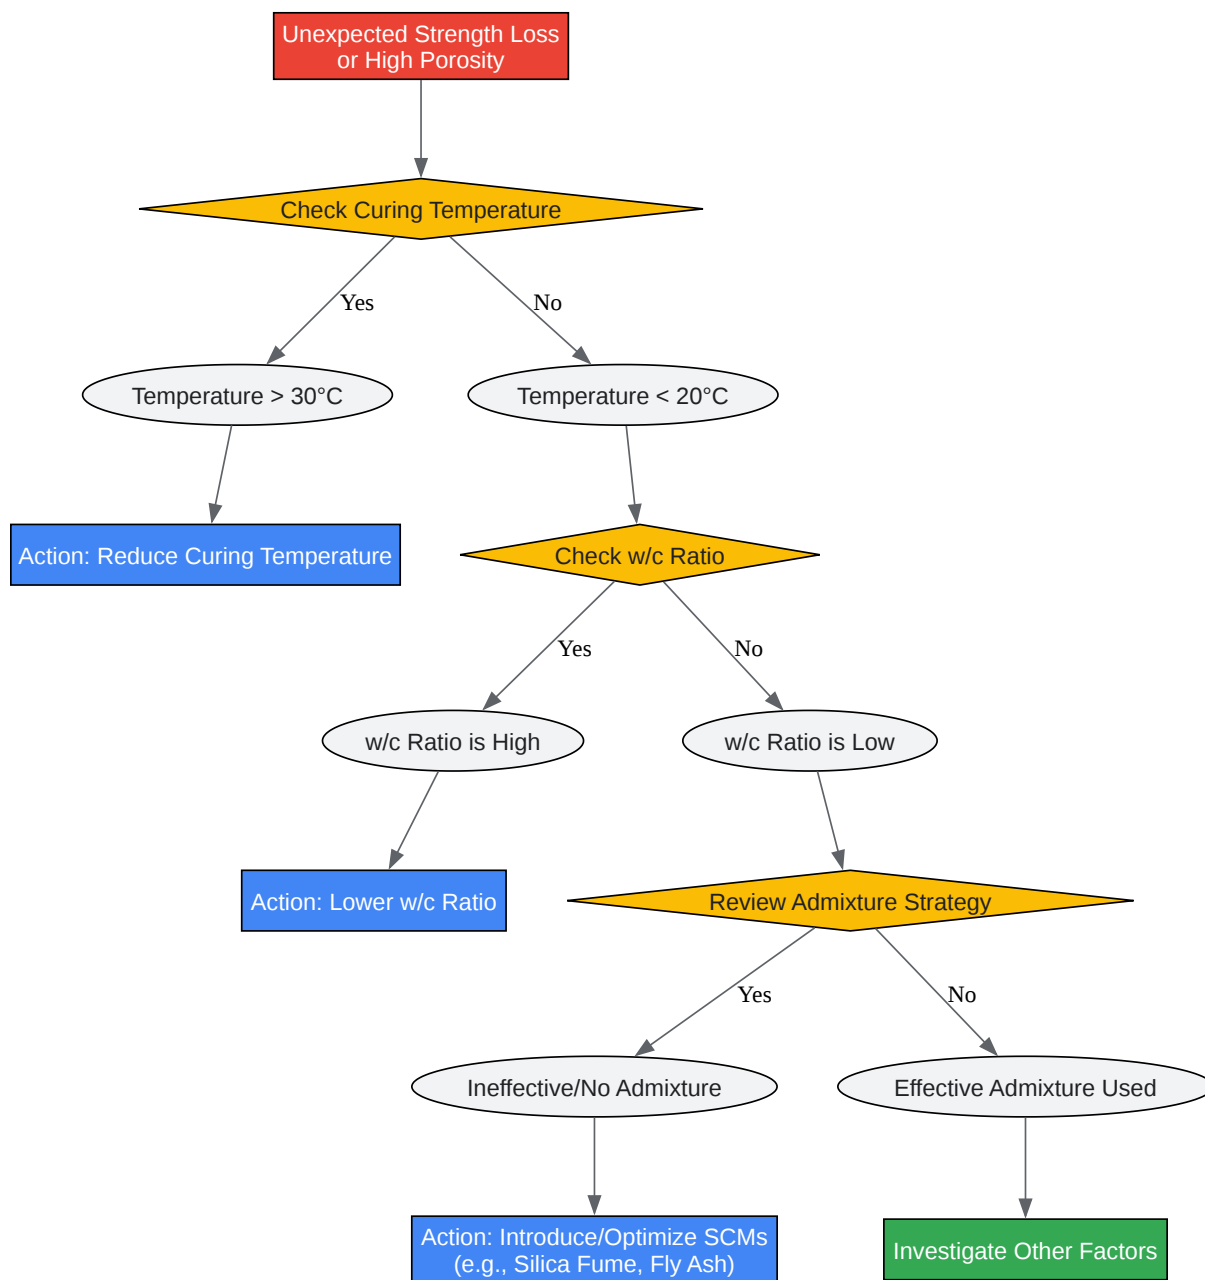 Unexpected Strength Loss
or High Porosity
Check Curing Temperature
Yes
No
Temperature > 30°C
Temperature < 20°C
Action: Reduce Curing Temperature
Check w/c Ratio
Yes
No
w/c Ratio is High
w/c Ratio is Low
Action: Lower w/c Ratio
Review Admixture Strategy
Yes
No
Ineffective/No Admixture
Effective Admixture Used
Action: Introduce/Optimize SCMs
(e.g., Silica Fume, Fly Ash)
Investigate Other Factors